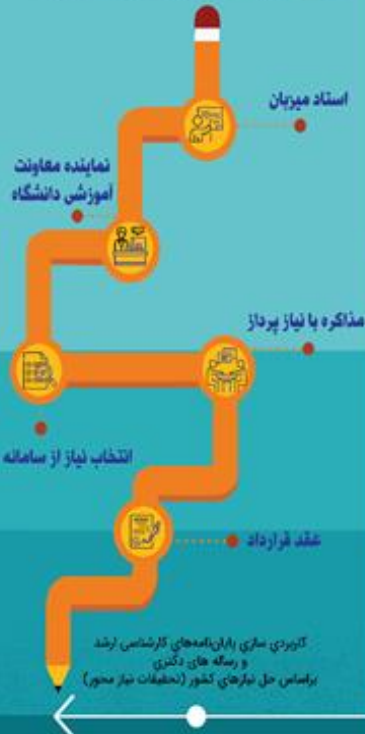 استاد میزبان
نماینده معاونت
آموزشی دانشگاه
مذاکره با نیاز پرداز
انتخاب نیاز از سامانه
عقد قرارداد
کاربردی سازی پایان‌نامه‌های کارشناسی ارشد
و رساله های دکتری
براساس حل نیازهای کشور (تحقیقات نیاز محور)